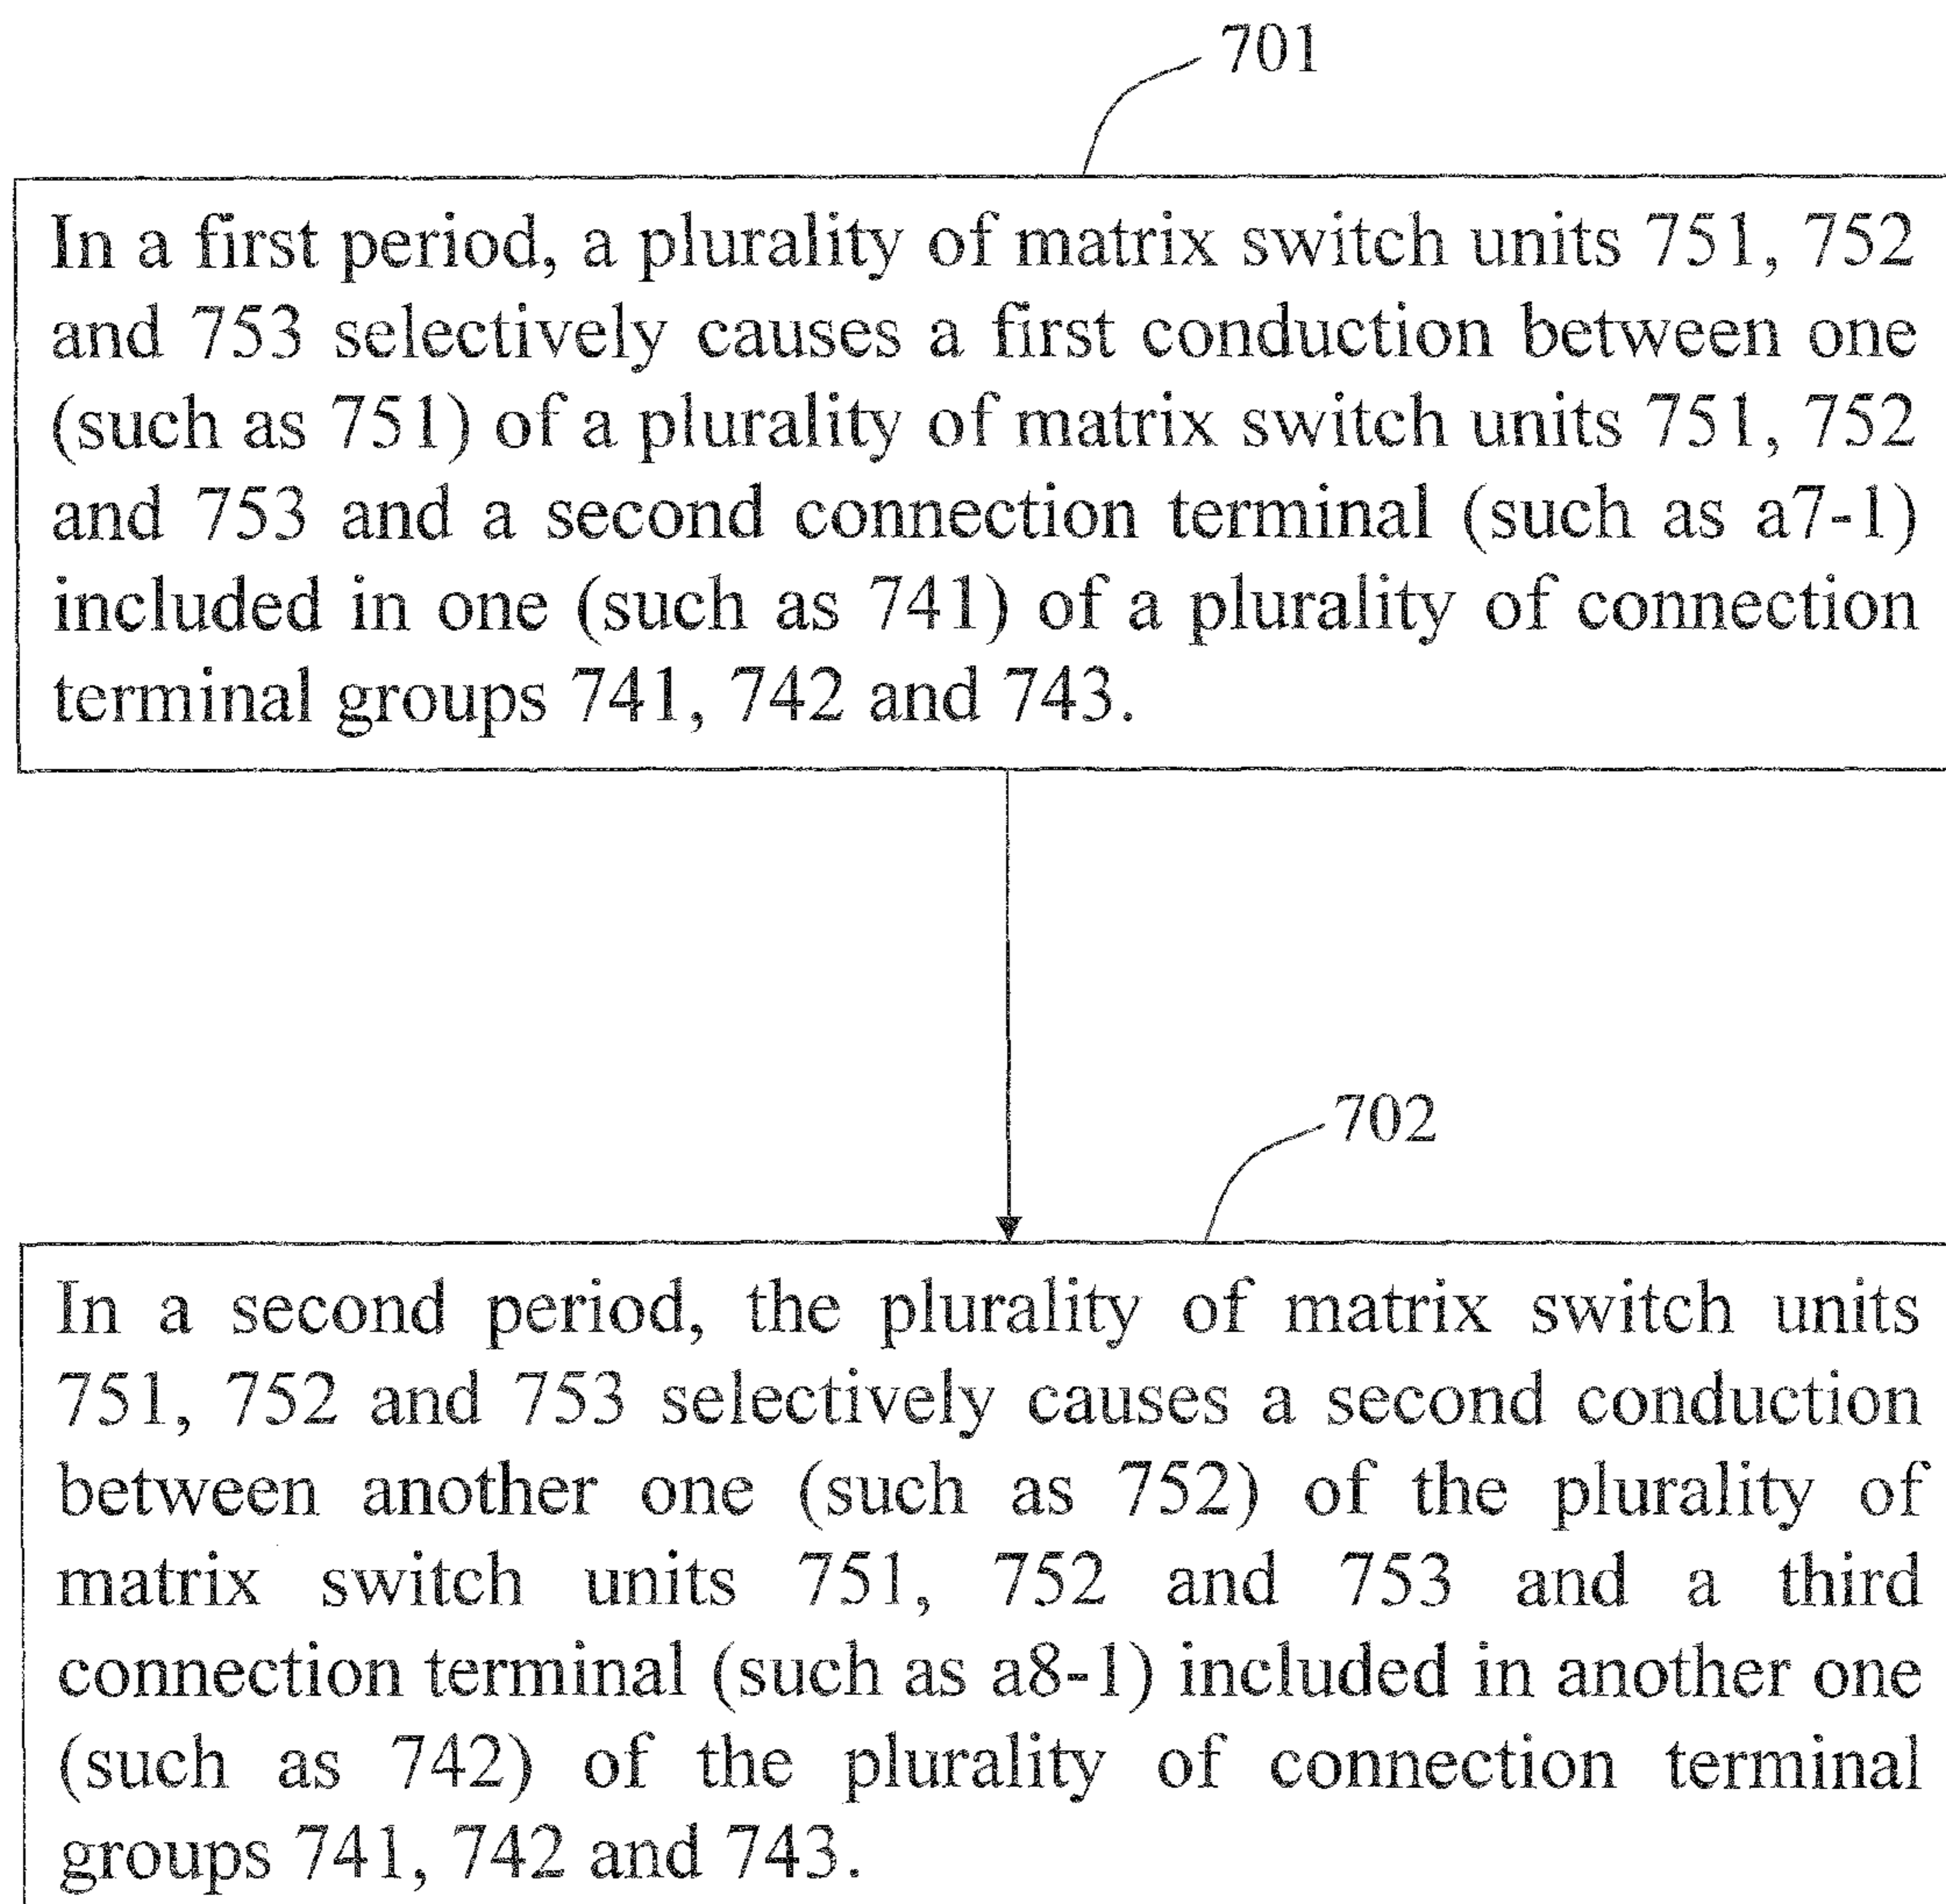 701
In a first period, a plurality of matrix switch units 751, 752
and 753 selectively causes a first conduction between one
(such as 751) of a plurality of matrix switch units 751, 752
and 753 and a second connection terminal (such as a7-1)
included in one (such as 741) of a plurality of connection
terminal groups 741, 742 and 743.
702
In a second period, the plurality of matrix switch units
751, 752 and 753 selectively causes a second conduction
between another one (such as 752) of the plurality of
matrix switch units 751, 752 and 753 and a third
connection terminal (such as a8-1) included in another one
(such as 742) of the plurality of connection terminal
groups 741, 742 and 743.